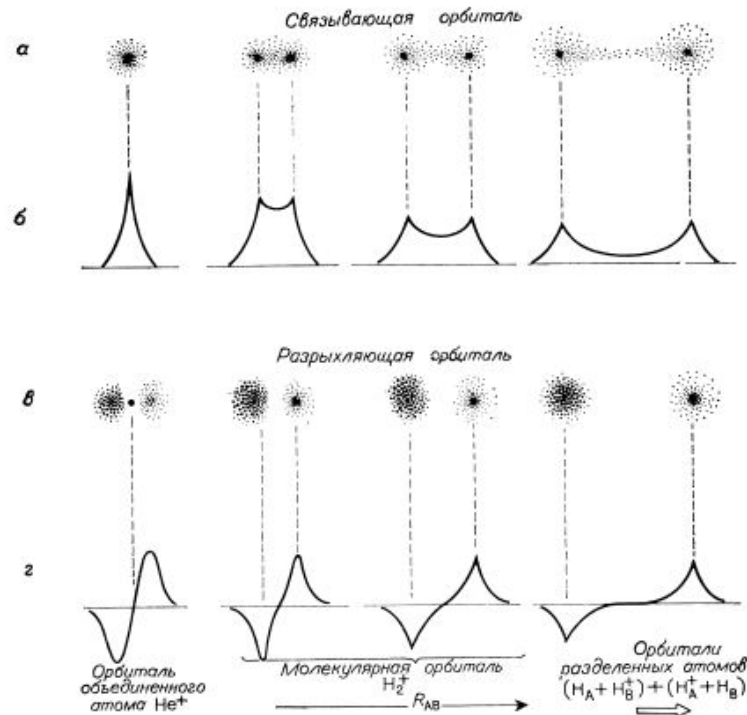 Связывающая орбиталь
а
б
Разрыхляющая орбиталь
в
г
Орбиталь
объединенного
атома He⁺
Молекулярная орбиталь
H₂⁺
R_AB
Орбитали
разделенных атомов
(H_A + H_B⁺) + (H_A⁺ + H_B)